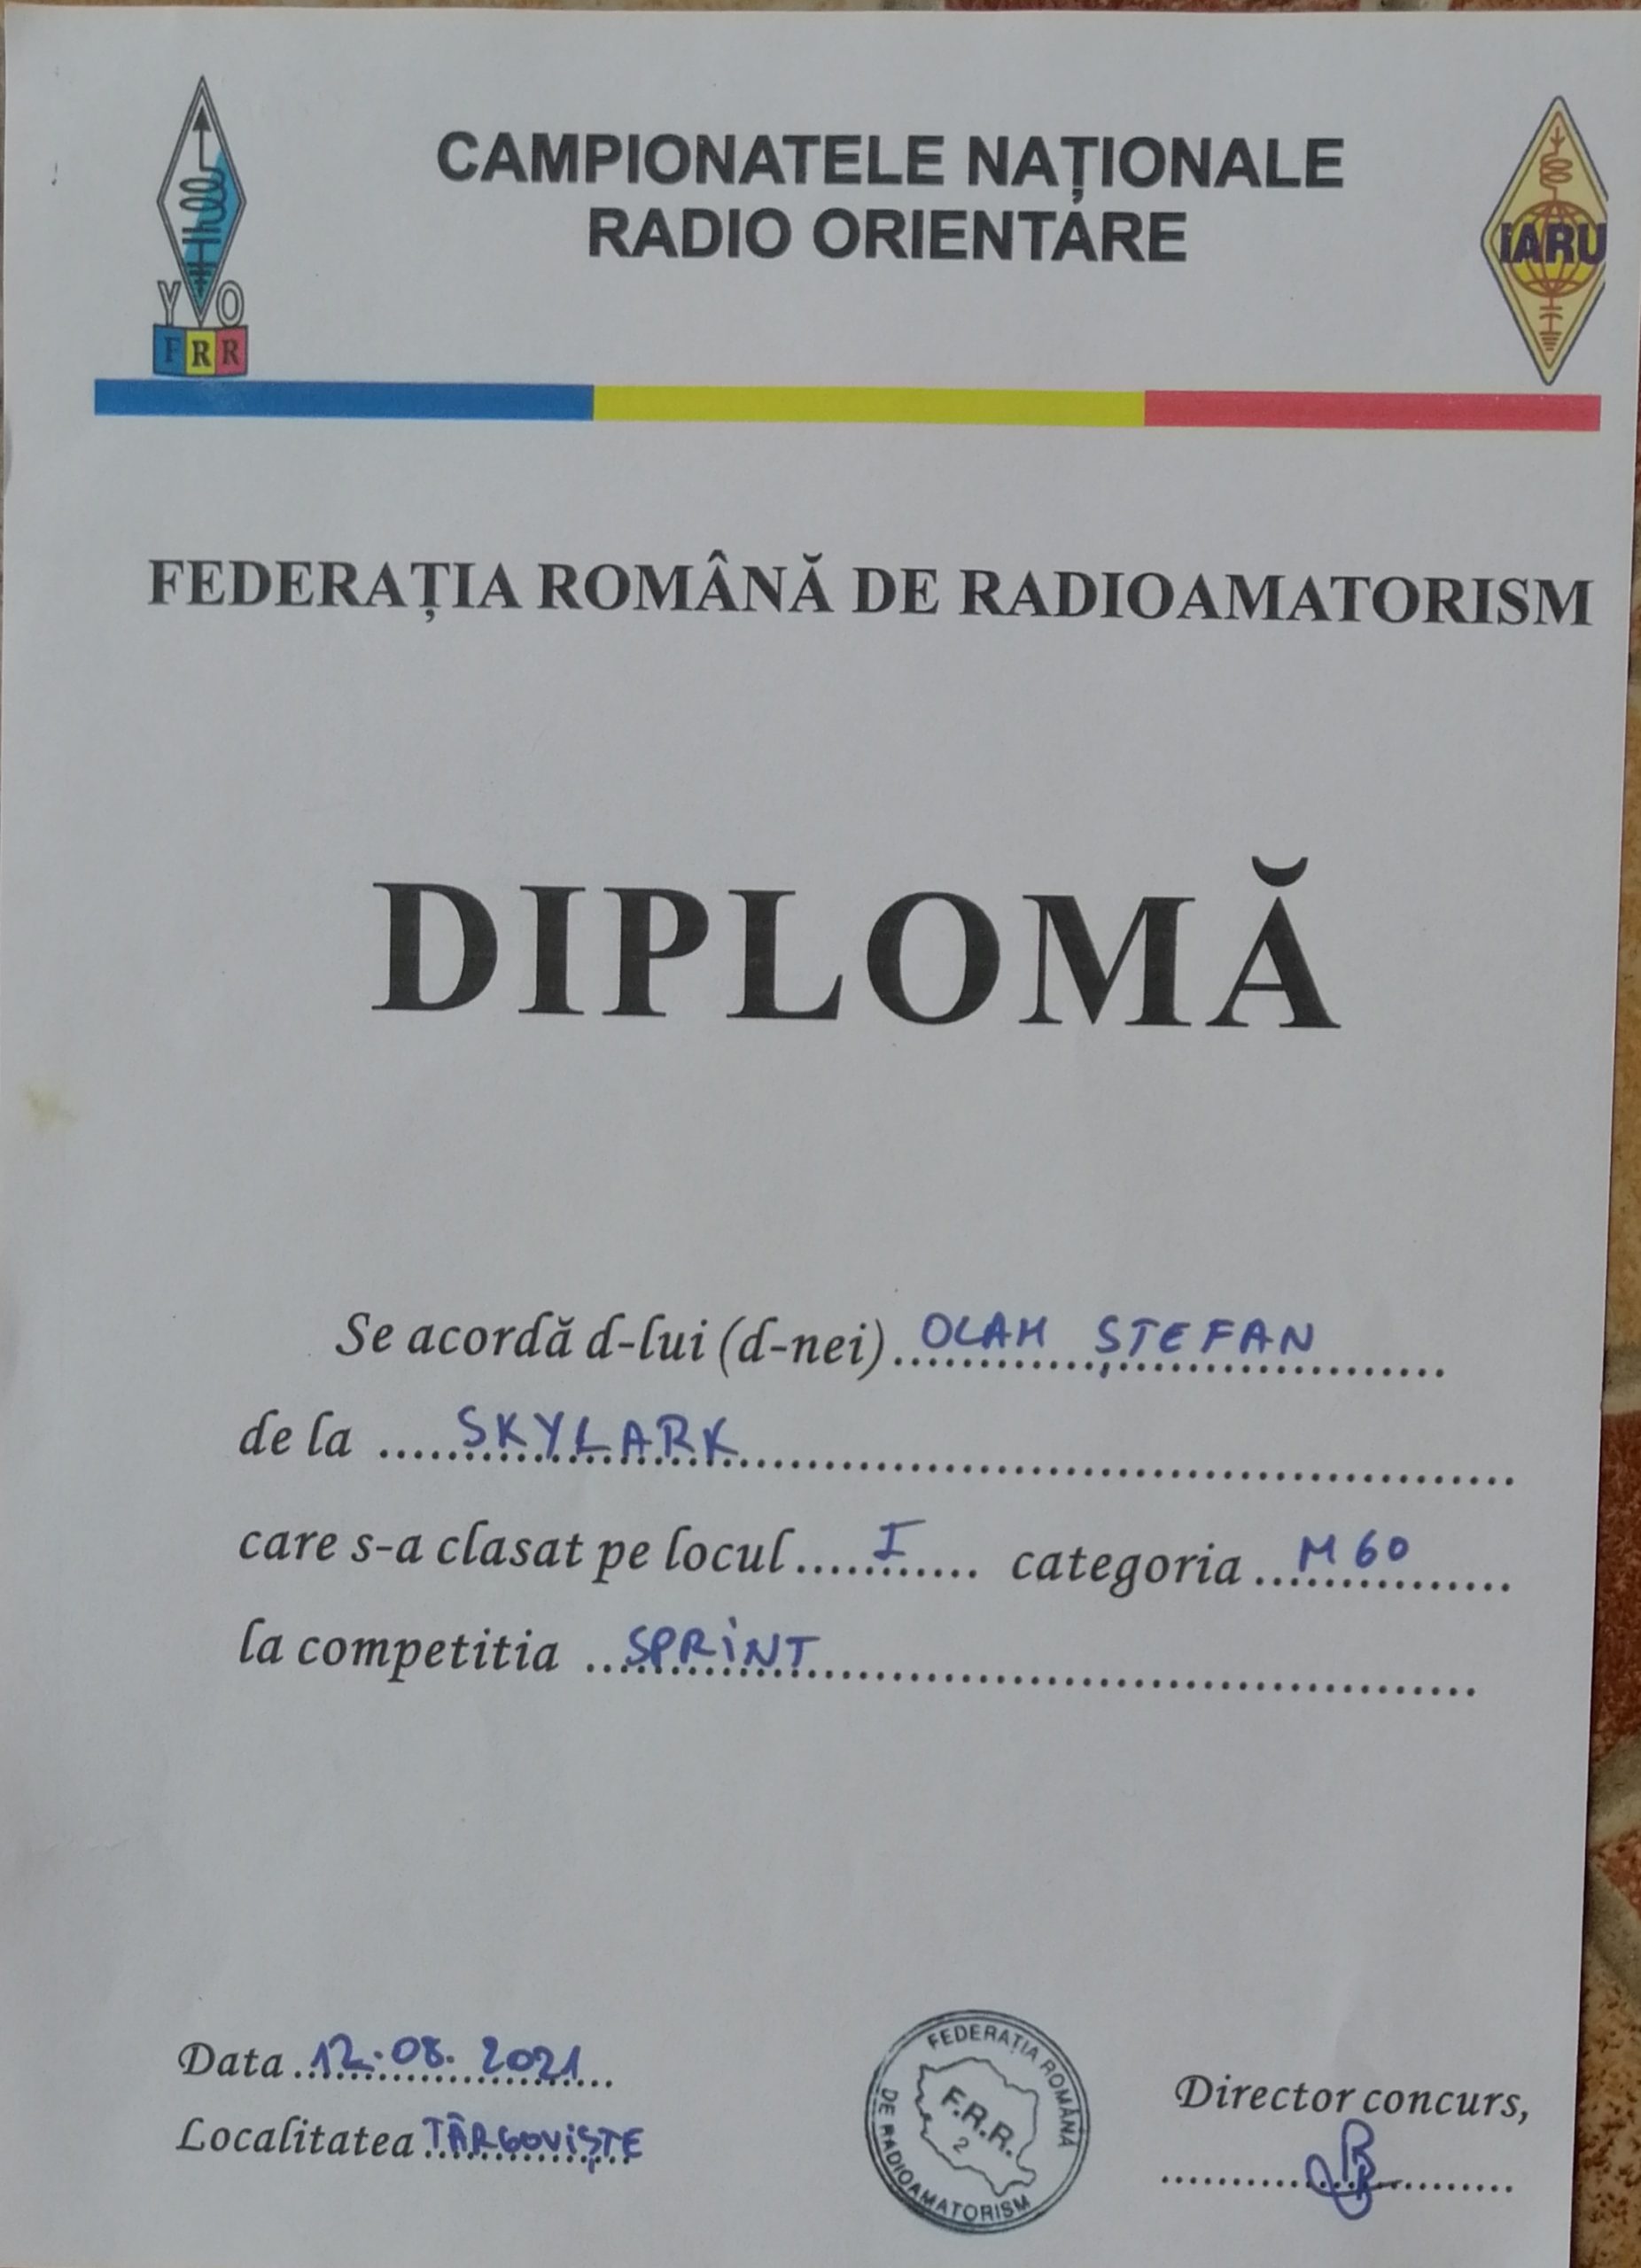 CAMPIONATELE NAȚIONALE
RADIO ORIENTARE
YO
FRR
IARU
FEDERAȚIA ROMÂNĂ DE RADIOAMATORISM
DIPLOMĂ
Se acordă d-lui (d-nei) OLAH ȘTEFAN
de la SKYLARK
care s-a clasat pe locul I categoria M60
la competitia SPRINT
Data 12.08.2021
Localitatea TÂRGOVIȘTE
FEDERAȚIA ROMÂNĂ
DE RADIOAMATORISM
F.R.R.
2
Director concurs,